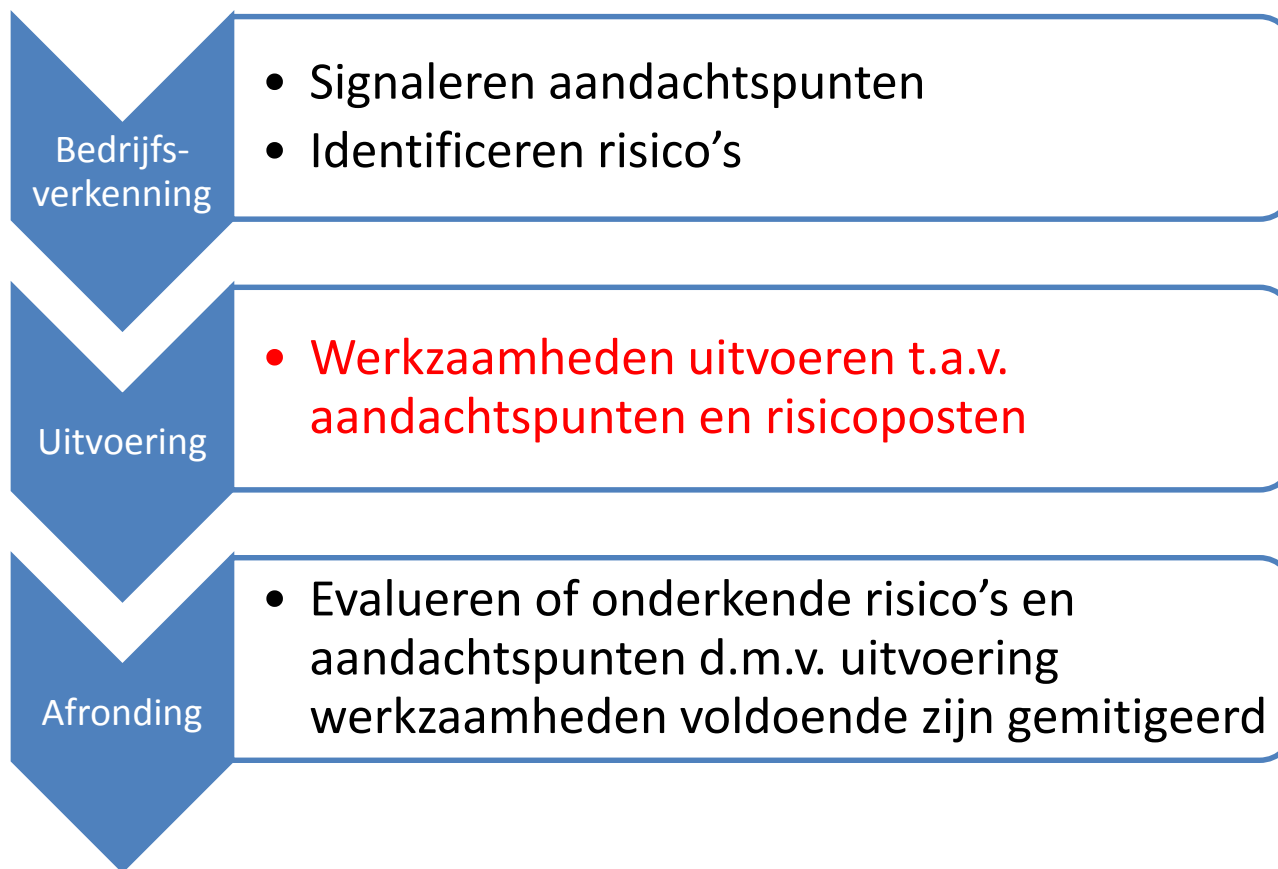 Bedrijfs-
verkenning
• Signaleren aandachtspunten
• Identificeren risico’s
Uitvoering
• Werkzaamheden uitvoeren t.a.v.
aandachtspunten en risicoposten
Afronding
• Evalueren of onderkende risico’s en
aandachtspunten d.m.v. uitvoering
werkzaamheden voldoende zijn gemitigeerd